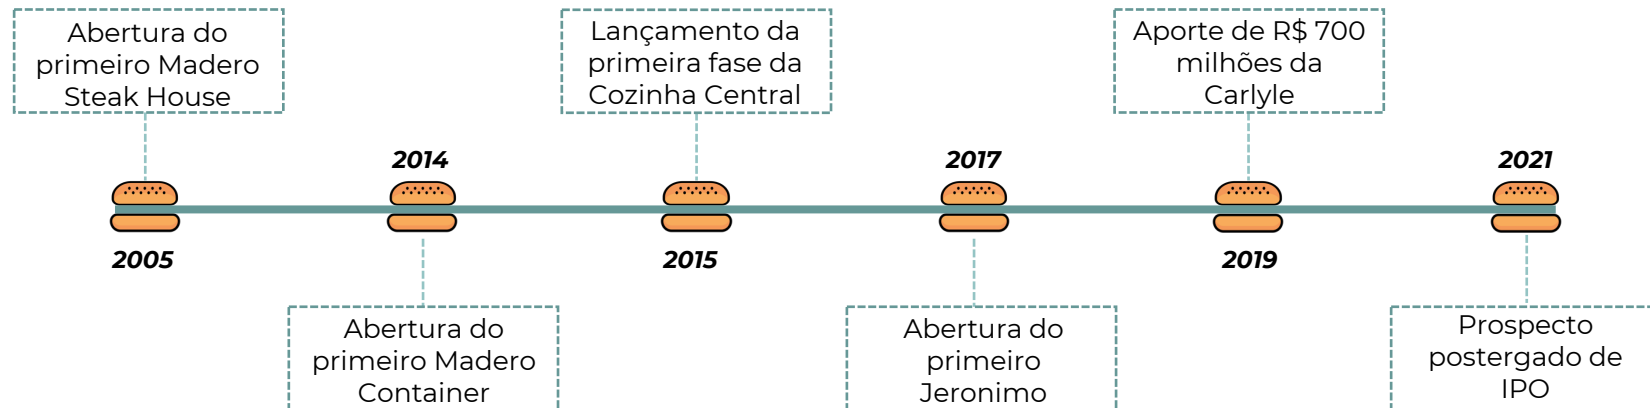 Abertura do
primeiro Madero
Steak House
2005
2014
Abertura do
primeiro Madero
Container
Lançamento da
primeira fase da
Cozinha Central
2015
2017
Abertura do
primeiro
Jeronimo
Aporte de R$ 700
milhões da
Carlyle
2019
2021
Prospecto
postergado de
IPO